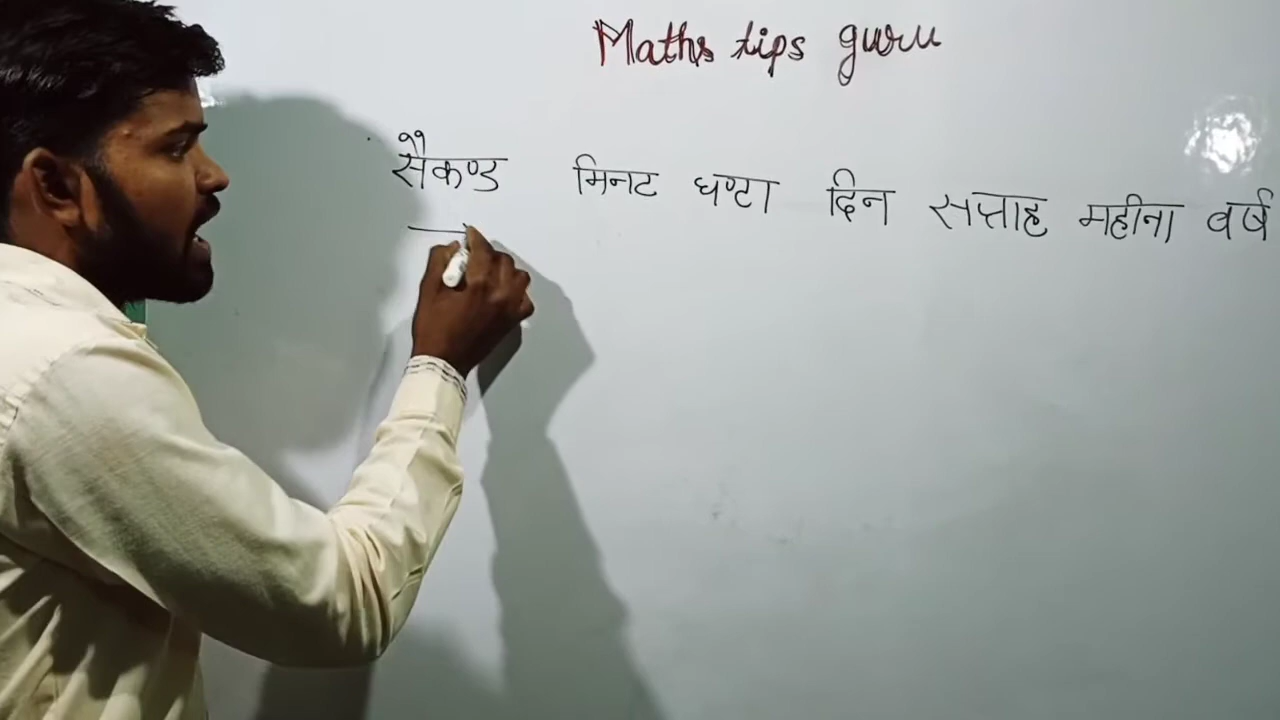 Maths tips guru
सैकण्ड मिनट घण्टा दिन सप्ताह महीना वर्ष